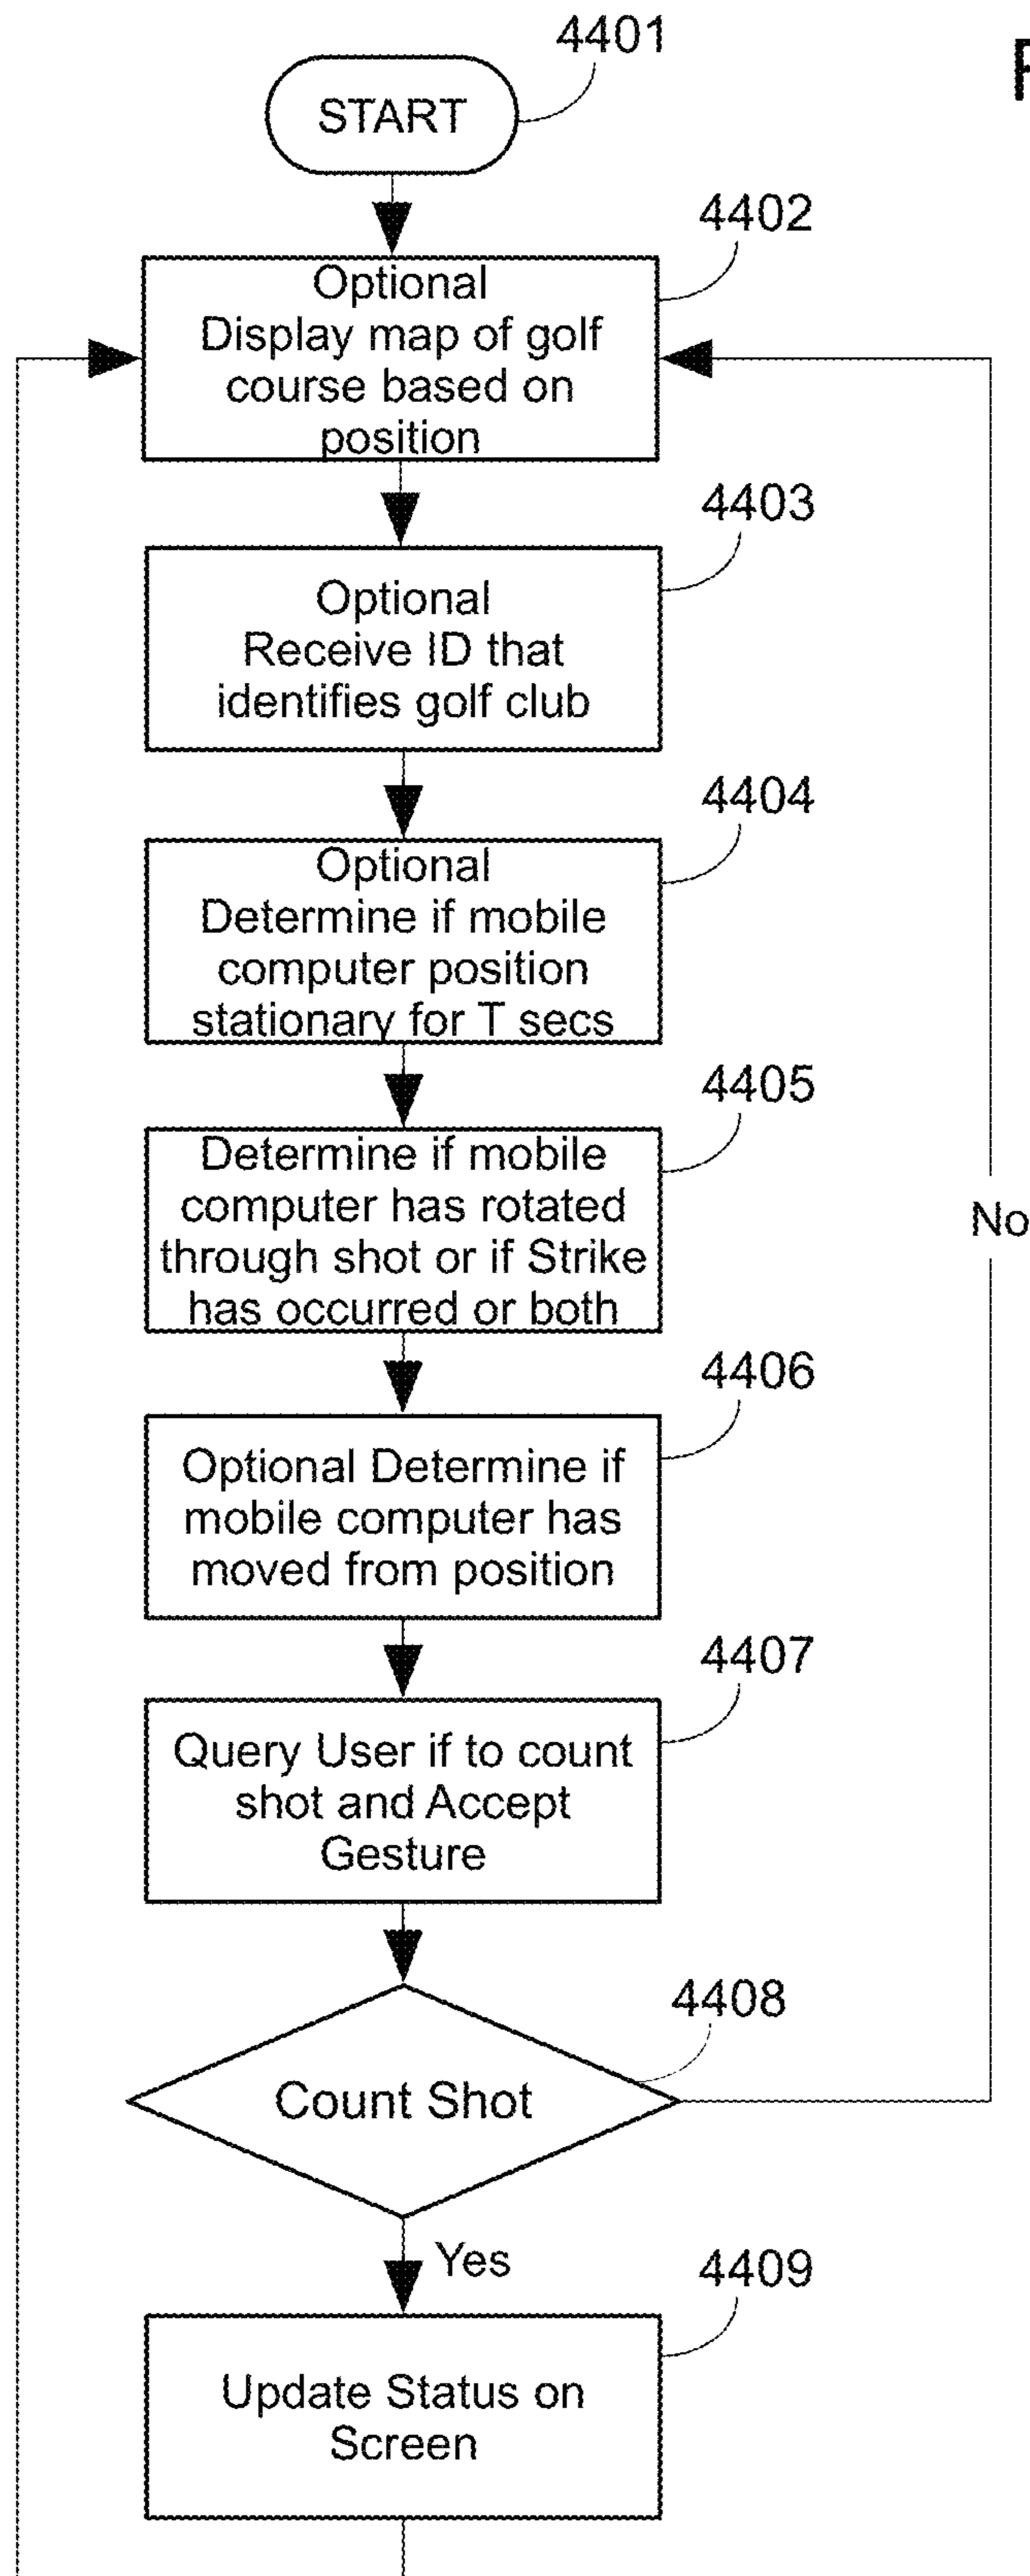 4401
START
4402
Optional
Display map of golf
course based on
position
4403
Optional
Receive ID that
identifies golf club
4404
Optional
Determine if mobile
computer position
stationary for T secs
4405
Determine if mobile
computer has rotated
through shot or if Strike
has occurred or both
No
4406
Optional Determine if
mobile computer has
moved from position
4407
Query User if to count
shot and Accept
Gesture
4408
Count Shot
Yes
4409
Update Status on
Screen